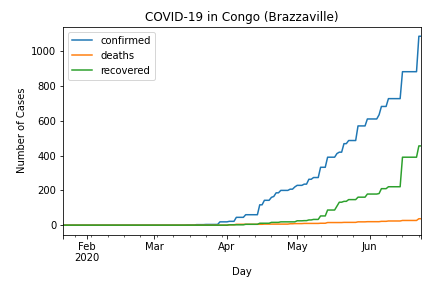 COVID-19 in Congo (Brazzaville)
confirmed
deaths
recovered
Number of Cases
1000
800
600
400
200
0
Feb
2020
Mar
Apr
May
Jun
Day